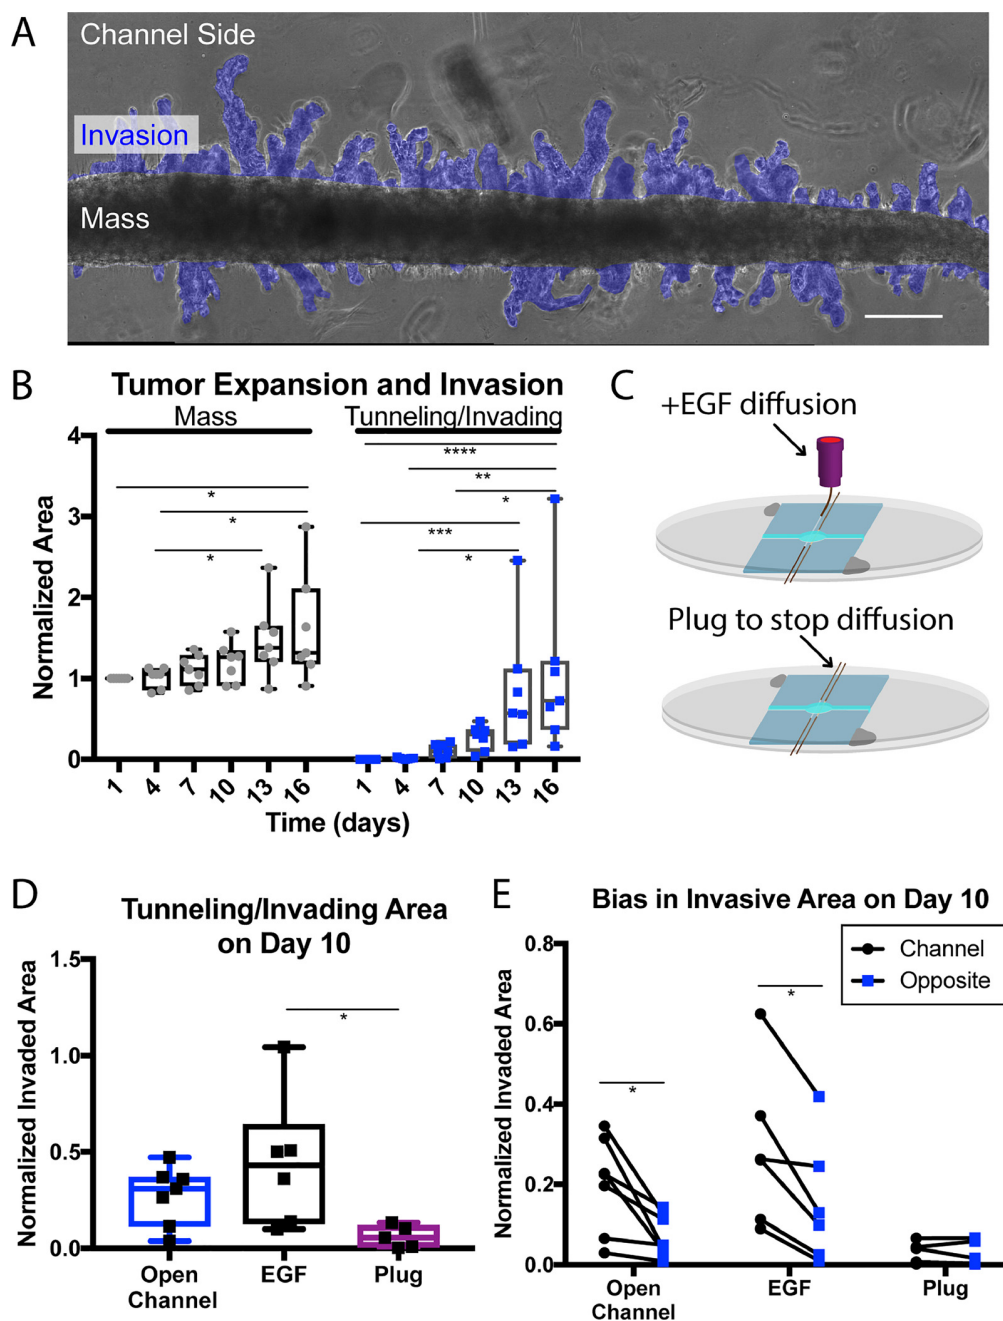 A
Channel Side
Invasion
Mass
B
Tumor Expansion and Invasion
Mass
Tunneling/Invading
Normalized Area
4
3
2
1
0
*
*
*
****
**
*
***
*
1 4 7 10 13 16
1 4 7 10 13 16
Time (days)
C
+EGF diffusion
Plug to stop diffusion
D
Tunneling/Invading Area
on Day 10
Normalized Invaded Area
1.5
1.0
0.5
0.0
*
Open
Channel
EGF
Plug
E
Bias in Invasive Area on Day 10
Channel
Opposite
Normalized Invaded Area
0.8
0.6
0.4
0.2
0.0
*
*
Open
Channel
EGF
Plug